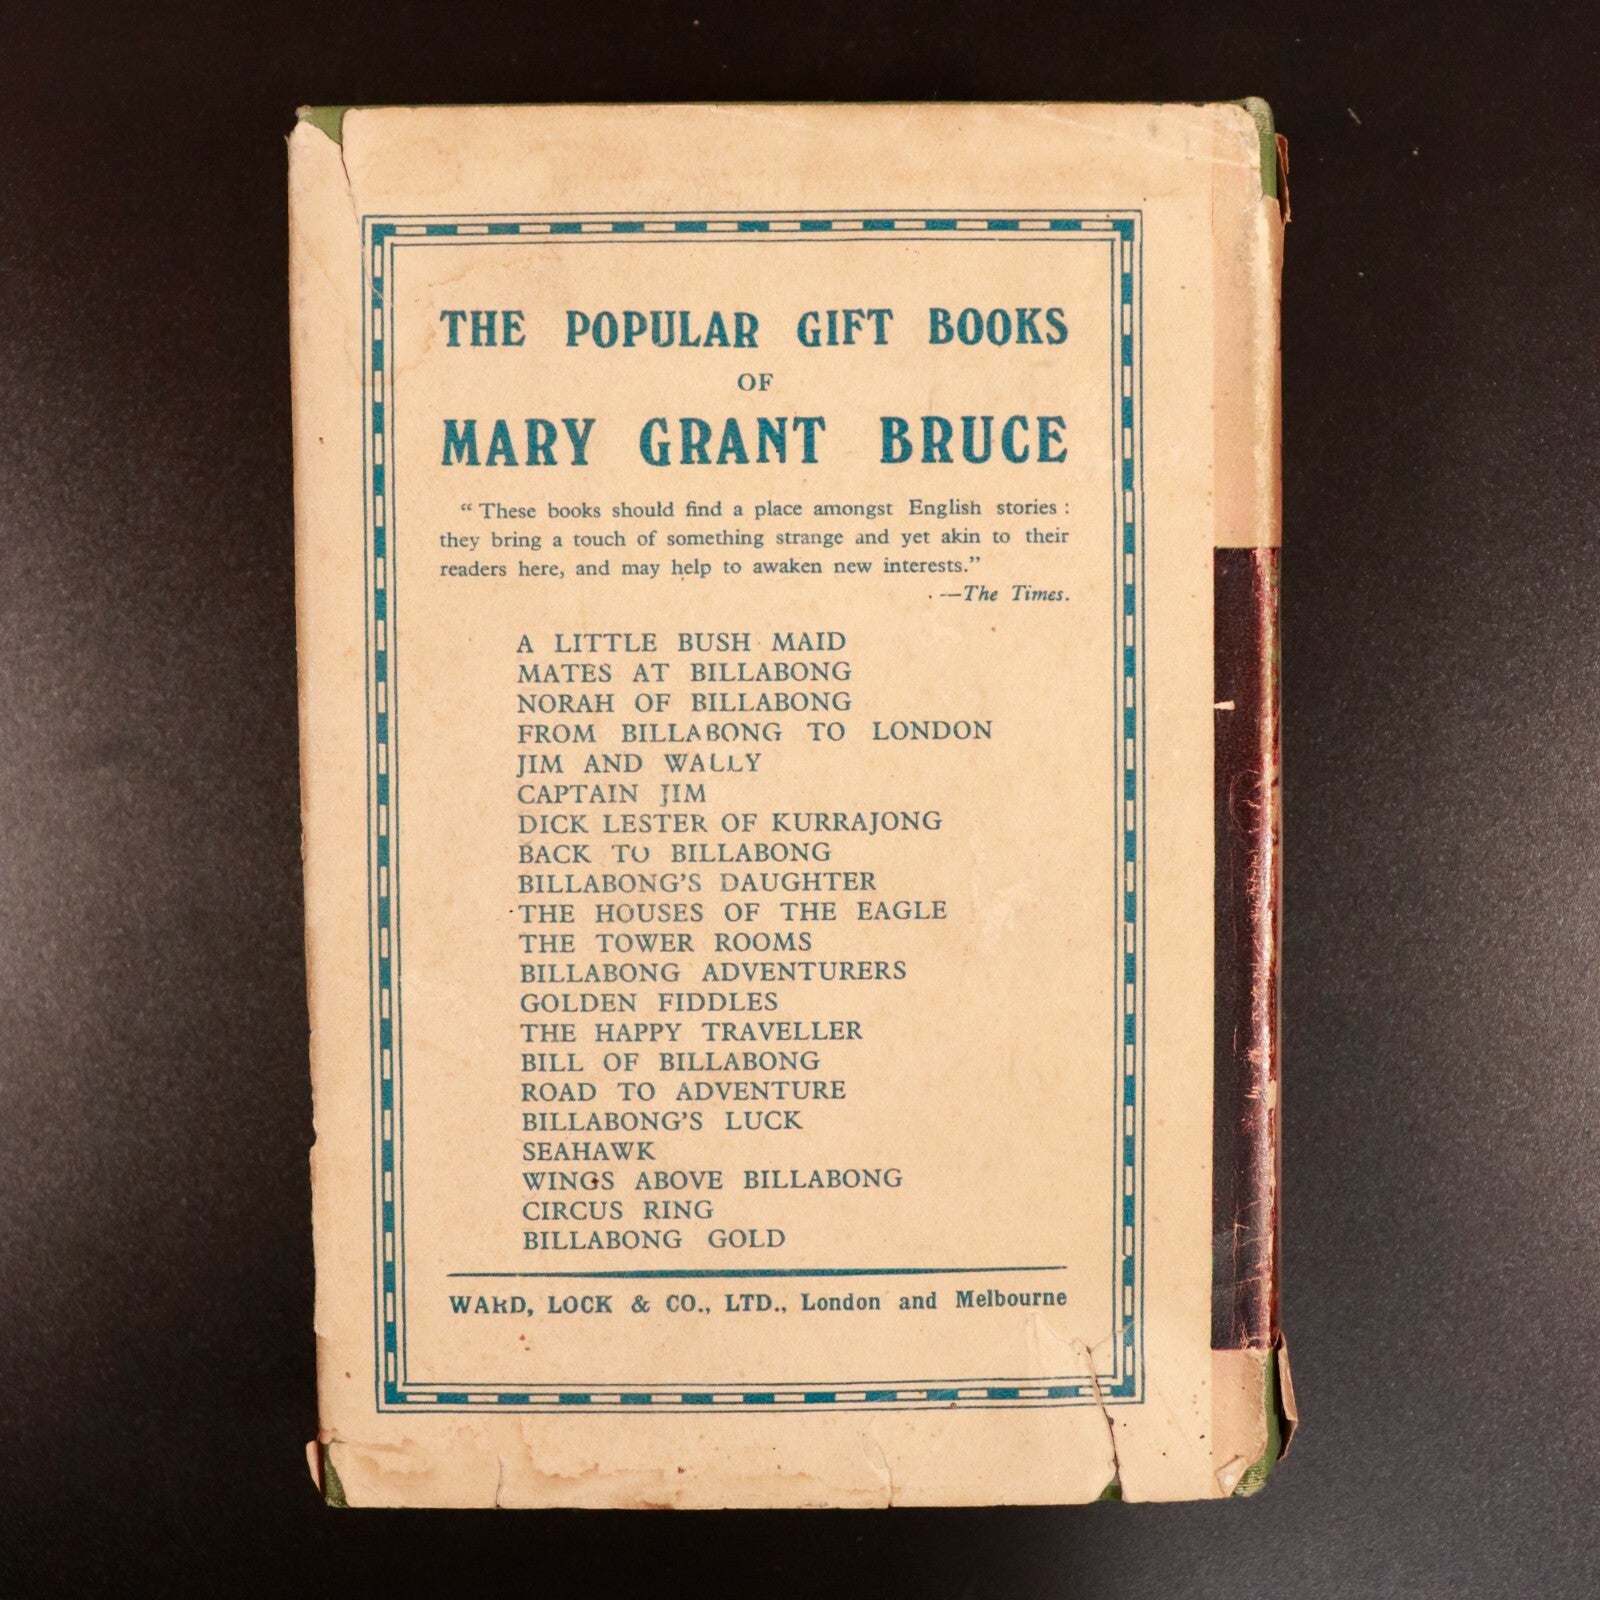 THE POPULAR GIFT BOOKS
OF
MARY GRANT BRUCE
“These books should find a place amongst English stories :
they bring a touch of something strange and yet akin to their
readers here, and may help to awaken new interests.”
—The Times.
A LITTLE BUSH MAID
MATES AT BILLABONG
NORAH OF BILLABONG
FROM BILLABONG TO LONDON
JIM AND WALLY
CAPTAIN JIM
DICK LESTER OF KURRAJONG
BACK TO BILLABONG
BILLABONG'S DAUGHTER
THE HOUSES OF THE EAGLE
THE TOWER ROOMS
BILLABONG ADVENTURERS
GOLDEN FIDDLES
THE HAPPY TRAVELLER
BILL OF BILLABONG
ROAD TO ADVENTURE
BILLABONG'S LUCK
SEAHAWK
WINGS ABOVE BILLABONG
CIRCUS RING
BILLABONG GOLD
WARD, LOCK & CO., LTD., London and Melbourne